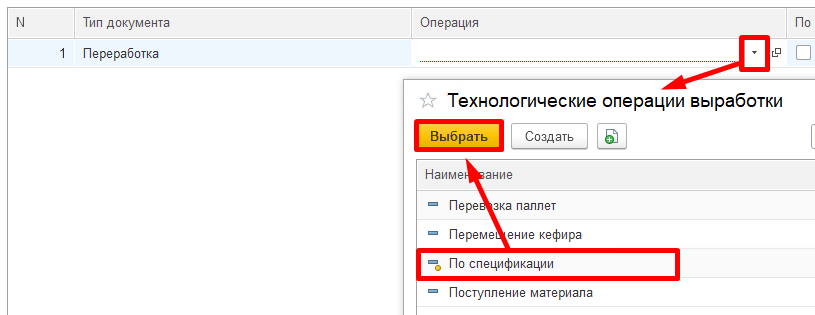 N Тип документа Операция По
1 Переработка
Технологические операции выработки
Выбрать Создать
Наименование
Перевозка паллет
Перемещение кефира
По спецификации
Поступление материала